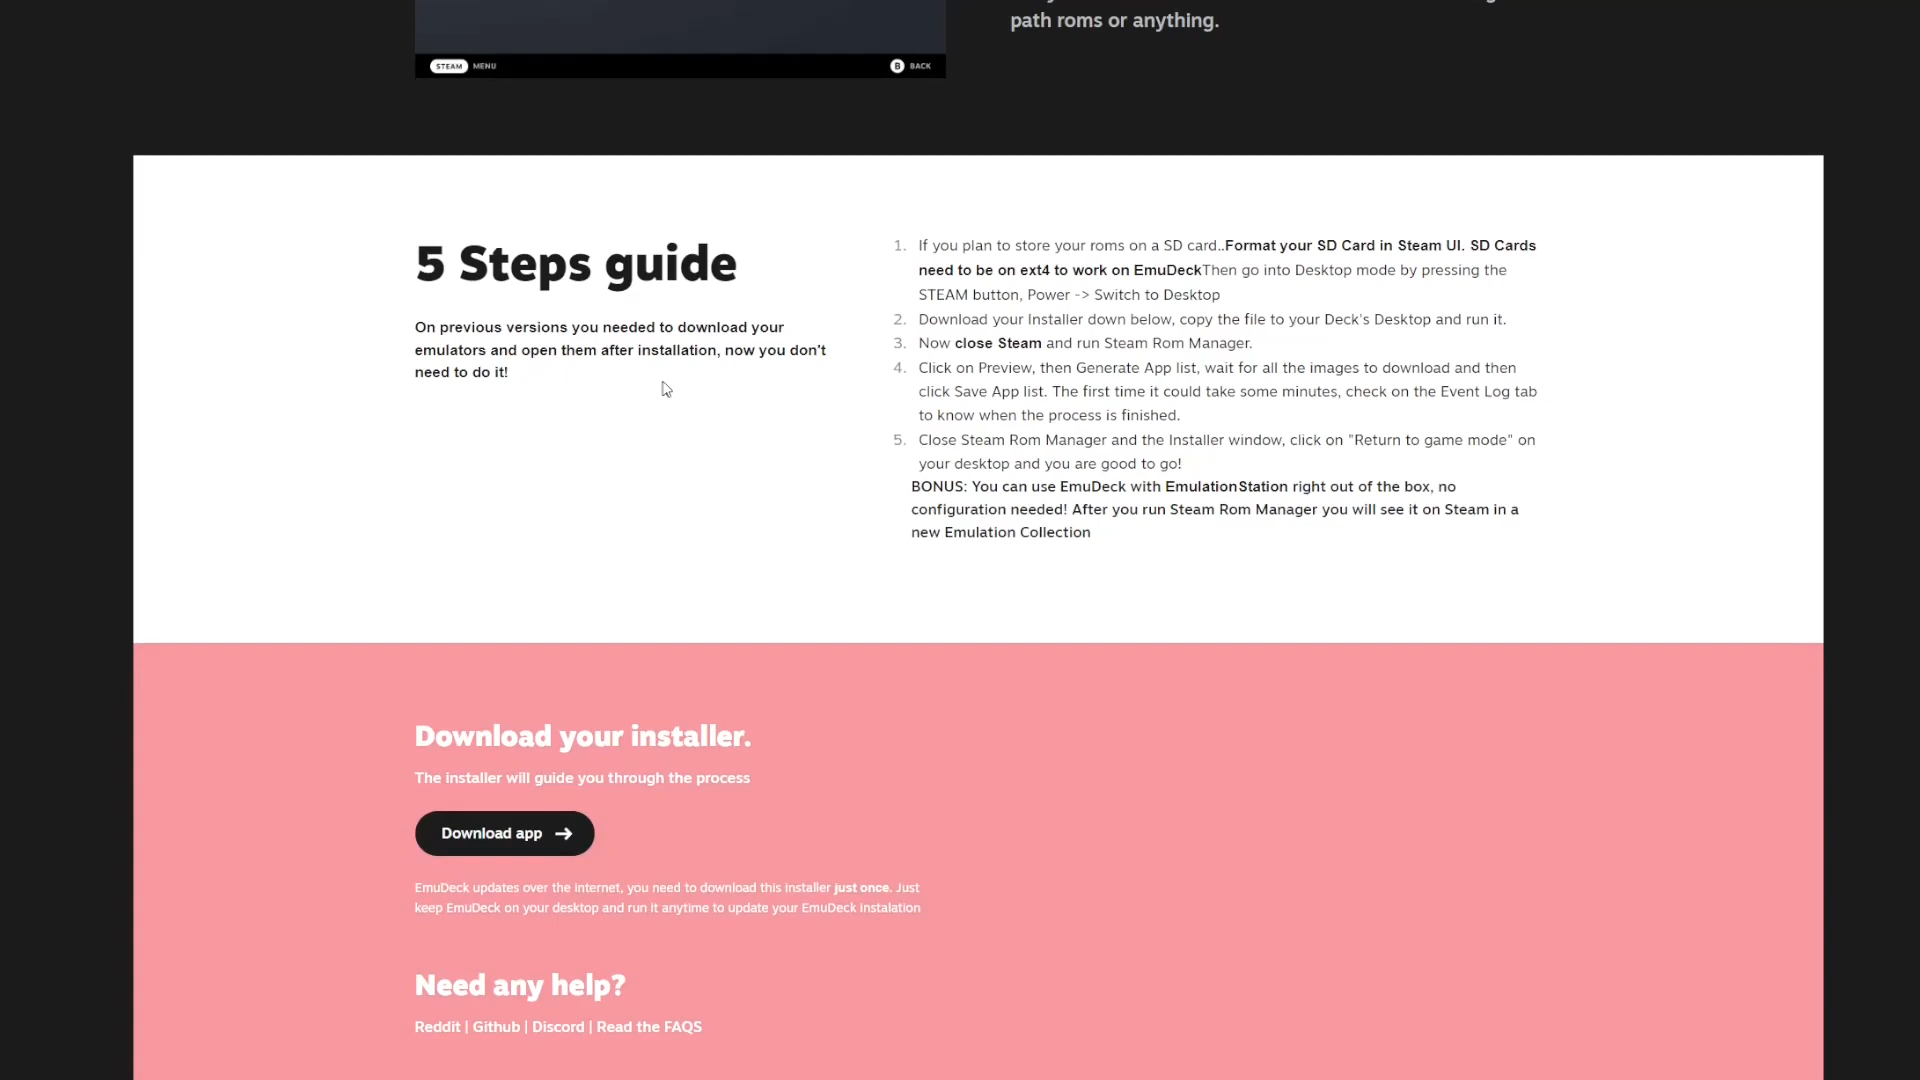 path roms or anything.
STEAM MENU
B BACK
5 Steps guide
On previous versions you needed to download your
emulators and open them after installation, now you don't
need to do it!
1. If you plan to store your roms on a SD card..Format your SD Card in Steam UI. SD Cards
need to be on ext4 to work on EmuDeckThen go into Desktop mode by pressing the
STEAM button, Power -> Switch to Desktop
2. Download your Installer down below, copy the file to your Deck's Desktop and run it.
3. Now close Steam and run Steam Rom Manager.
4. Click on Preview, then Generate App list, wait for all the images to download and then
click Save App list. The first time it could take some minutes, check on the Event Log tab
to know when the process is finished.
5. Close Steam Rom Manager and the Installer window, click on "Return to game mode" on
your desktop and you are good to go!
BONUS: You can use EmuDeck with EmulationStation right out of the box, no
configuration needed! After you run Steam Rom Manager you will see it on Steam in a
new Emulation Collection
Download your installer.
The installer will guide you through the process
Download app →
EmuDeck updates over the internet, you need to download this installer just once. Just
keep EmuDeck on your desktop and run it anytime to update your EmuDeck instalation
Need any help?
Reddit | Github | Discord | Read the FAQS